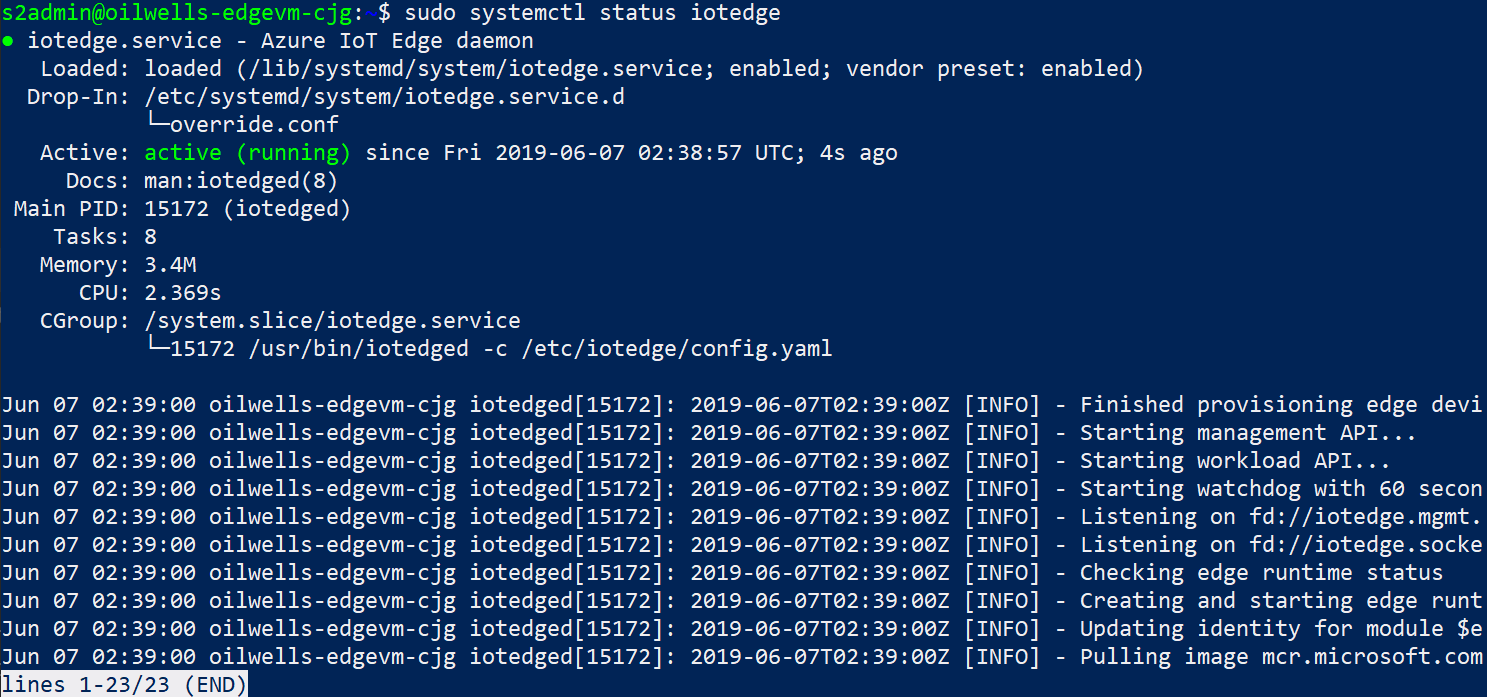 s2admin@oilwells-edgevm-cjg:~$ sudo systemctl status iotedge
● iotedge.service - Azure IoT Edge daemon
   Loaded: loaded (/lib/systemd/system/iotedge.service; enabled; vendor preset: enabled)
  Drop-In: /etc/systemd/system/iotedge.service.d
           └─override.conf
   Active: active (running) since Fri 2019-06-07 02:38:57 UTC; 4s ago
     Docs: man:iotedged(8)
 Main PID: 15172 (iotedged)
    Tasks: 8
   Memory: 3.4M
      CPU: 2.369s
   CGroup: /system.slice/iotedge.service
           └─15172 /usr/bin/iotedged -c /etc/iotedge/config.yaml

Jun 07 02:39:00 oilwells-edgevm-cjg iotedged[15172]: 2019-06-07T02:39:00Z [INFO] - Finished provisioning edge devi
Jun 07 02:39:00 oilwells-edgevm-cjg iotedged[15172]: 2019-06-07T02:39:00Z [INFO] - Starting management API...
Jun 07 02:39:00 oilwells-edgevm-cjg iotedged[15172]: 2019-06-07T02:39:00Z [INFO] - Starting workload API...
Jun 07 02:39:00 oilwells-edgevm-cjg iotedged[15172]: 2019-06-07T02:39:00Z [INFO] - Starting watchdog with 60 secon
Jun 07 02:39:00 oilwells-edgevm-cjg iotedged[15172]: 2019-06-07T02:39:00Z [INFO] - Listening on fd://iotedge.mgmt.
Jun 07 02:39:00 oilwells-edgevm-cjg iotedged[15172]: 2019-06-07T02:39:00Z [INFO] - Listening on fd://iotedge.socke
Jun 07 02:39:00 oilwells-edgevm-cjg iotedged[15172]: 2019-06-07T02:39:00Z [INFO] - Checking edge runtime status
Jun 07 02:39:00 oilwells-edgevm-cjg iotedged[15172]: 2019-06-07T02:39:00Z [INFO] - Creating and starting edge runt
Jun 07 02:39:00 oilwells-edgevm-cjg iotedged[15172]: 2019-06-07T02:39:00Z [INFO] - Updating identity for module $e
Jun 07 02:39:00 oilwells-edgevm-cjg iotedged[15172]: 2019-06-07T02:39:00Z [INFO] - Pulling image mcr.microsoft.com
lines 1-23/23 (END)